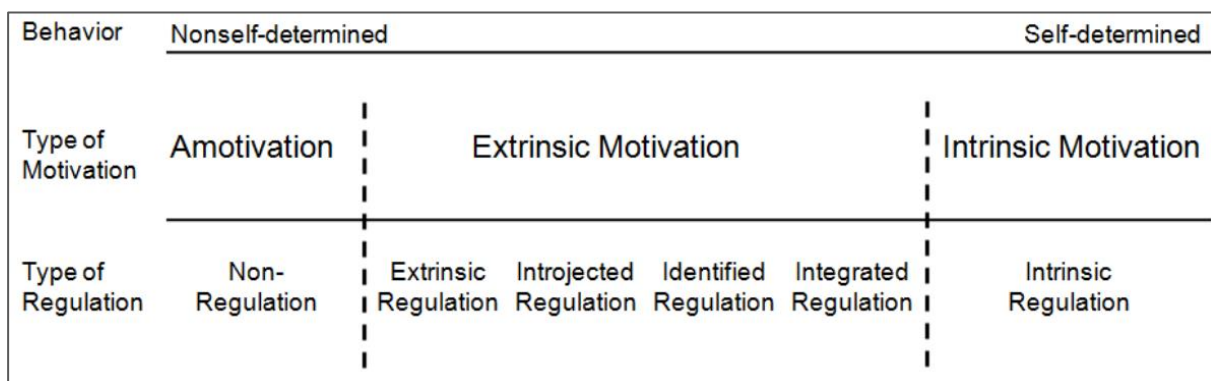 Behavior Nonself-determined Self-determined
Type of Motivation Amotivation Extrinsic Motivation Intrinsic Motivation
Type of Regulation Non-Regulation Extrinsic Regulation Introjected Regulation Identified Regulation Integrated Regulation Intrinsic Regulation